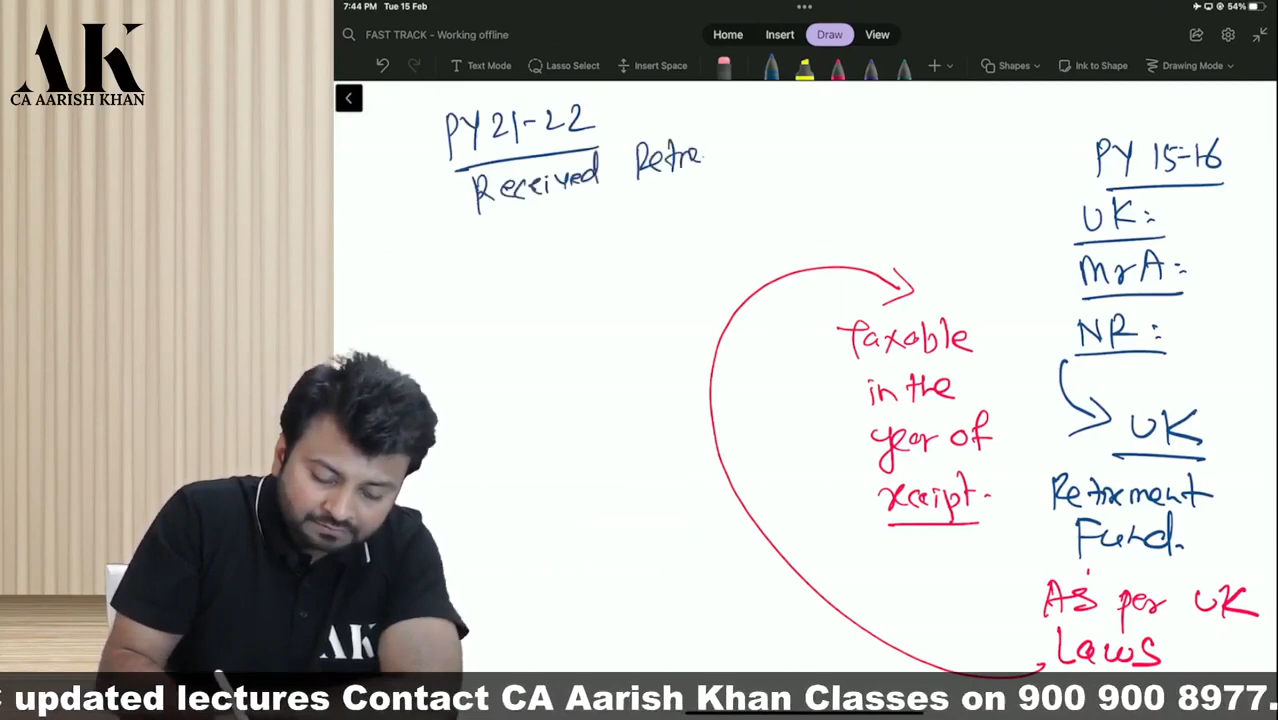 7:44 PM Tue 15 Feb
54%
FAST TRACK - Working offline
Home Insert Draw View
Text Mode Lasso Select Insert Space Shapes Ink to Shape Drawing Mode
AK
CA AARISH KHAN
PY 21-22
Received Retire
PY 15-16
UK:
Mr A:
NR:
UK
Retirement
Fund.
As per UK
Laws
Taxable
in the
year of
receipt.
AK
updated lectures Contact CA Aarish Khan Classes on 900 900 8977.